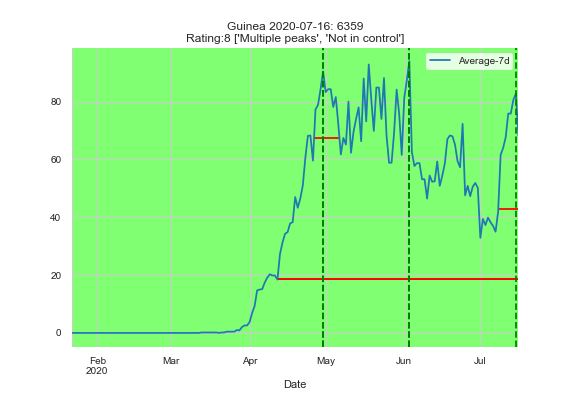 Guinea 2020-07-16: 6359
Rating:8 ['Multiple peaks', 'Not in control']
Average-7d
80
60
40
20
0
Feb
2020
Mar
Apr
May
Jun
Jul
Date